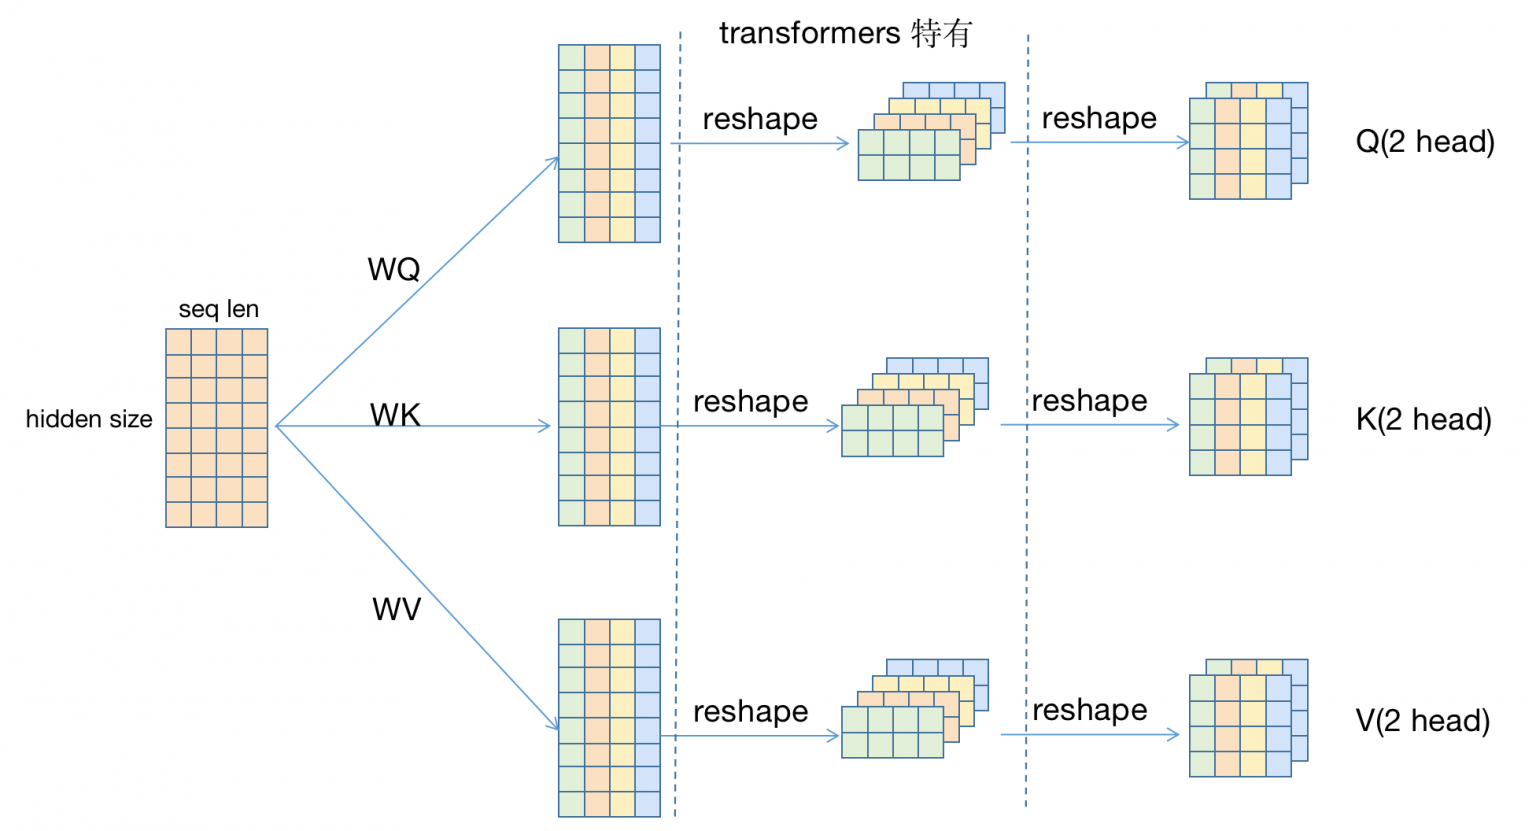 transformers 特有
reshape
reshape
Q(2 head)
WQ
seq len
hidden size
WK
reshape
reshape
K(2 head)
WV
reshape
reshape
V(2 head)